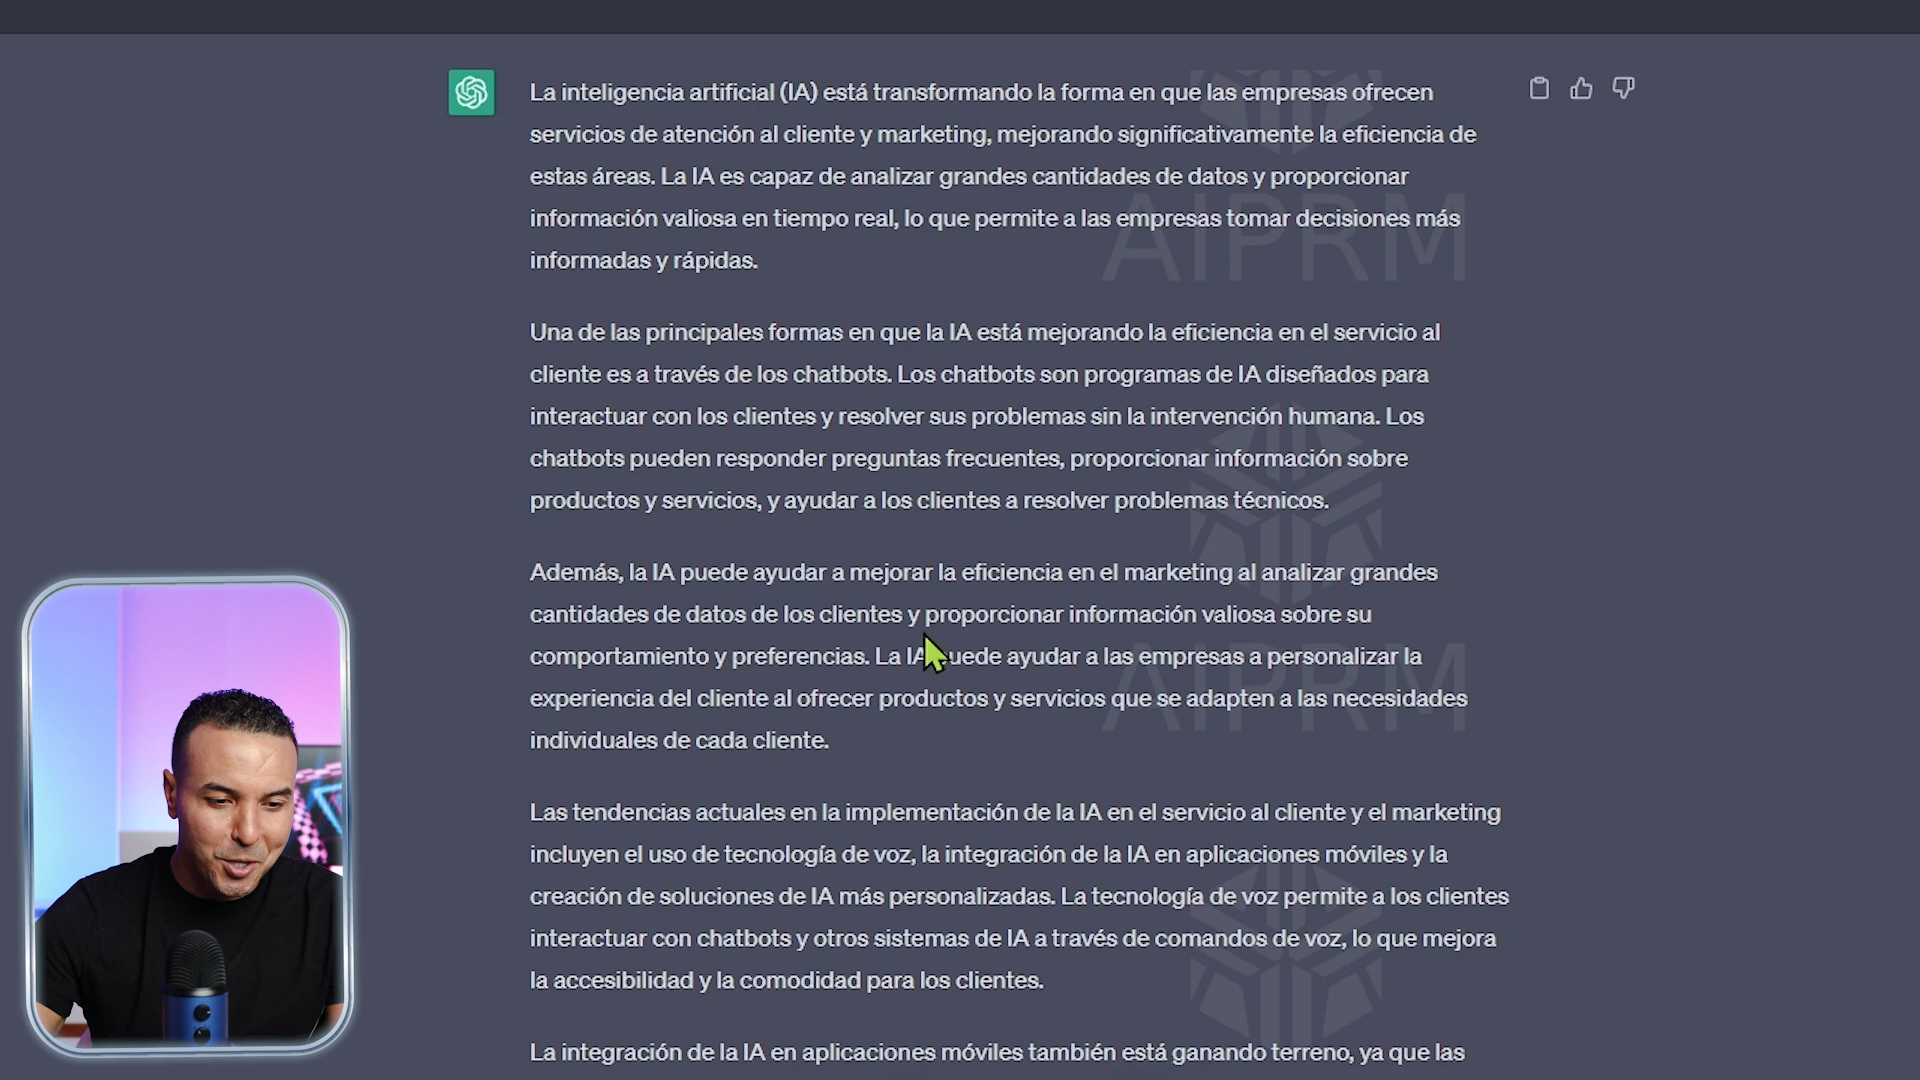 La inteligencia artificial (IA) está transformando la forma en que las empresas ofrecen
servicios de atención al cliente y marketing, mejorando significativamente la eficiencia de
estas áreas. La IA es capaz de analizar grandes cantidades de datos y proporcionar
información valiosa en tiempo real, lo que permite a las empresas tomar decisiones más
informadas y rápidas.
AIPRM
Una de las principales formas en que la IA está mejorando la eficiencia en el servicio al
cliente es a través de los chatbots. Los chatbots son programas de IA diseñados para
interactuar con los clientes y resolver sus problemas sin la intervención humana. Los
chatbots pueden responder preguntas frecuentes, proporcionar información sobre
productos y servicios, y ayudar a los clientes a resolver problemas técnicos.
Además, la IA puede ayudar a mejorar la eficiencia en el marketing al analizar grandes
cantidades de datos de los clientes y proporcionar información valiosa sobre su
comportamiento y preferencias. La IA puede ayudar a las empresas a personalizar la
experiencia del cliente al ofrecer productos y servicios que se adapten a las necesidades
individuales de cada cliente.
AIPRM
Las tendencias actuales en la implementación de la IA en el servicio al cliente y el marketing
incluyen el uso de tecnología de voz, la integración de la IA en aplicaciones móviles y la
creación de soluciones de IA más personalizadas. La tecnología de voz permite a los clientes
interactuar con chatbots y otros sistemas de IA a través de comandos de voz, lo que mejora
la accesibilidad y la comodidad para los clientes.
La integración de la IA en aplicaciones móviles también está ganando terreno, ya que las